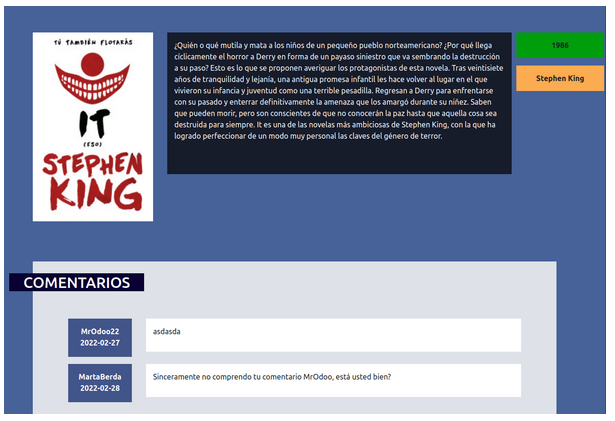 TÚ TAMBIÉN FLOTARÁS
IT
(ESO)
STEPHEN
KING
¿Quién o qué mutila y mata a los niños de un pequeño pueblo norteamericano? ¿Por qué llega
cíclicamente el horror a Derry en forma de un payaso siniestro que va sembrando la destrucción
a su paso? Esto es lo que se proponen averiguar los protagonistas de esta novela. Tras veintisiete
años de tranquilidad y lejanía, una antigua promesa infantil les hace volver al lugar en el que
vivieron su infancia y juventud como una terrible pesadilla. Regresan a Derry para enfrentarse
con su pasado y enterrar definitivamente la amenaza que los amargó durante su niñez. Saben
que pueden morir, pero son conscientes de que no conocerán la paz hasta que aquella cosa sea
destruida para siempre. It es una de las novelas más ambiciosas de Stephen King, con la que ha
logrado perfeccionar de un modo muy personal las claves del género de terror.
1986
Stephen King
COMENTARIOS
MrOdoo22
2022-02-27
asdasda
MartaBerda
2022-02-28
Sinceramente no comprendo tu comentario MrOdoo, está usted bien?